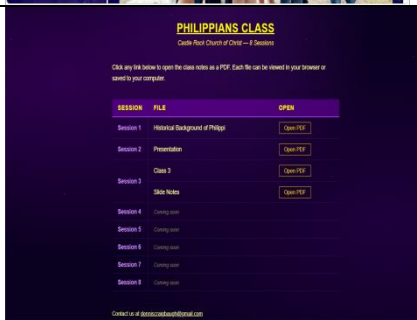 PHILIPPIANS CLASS
Castle Rock Church of Christ — 8 Sessions
Click any link below to open the class notes as a PDF. Each file can be viewed in your browser or
saved to your computer.
SESSION FILE OPEN
Session 1 Historical Background of Philippi Open PDF
Session 2 Presentation Open PDF
Session 3 Class 3 Open PDF
Slide Notes Open PDF
Session 4 Coming soon
Session 5 Coming soon
Session 6 Coming soon
Session 7 Coming soon
Session 8 Coming soon
Contact us at